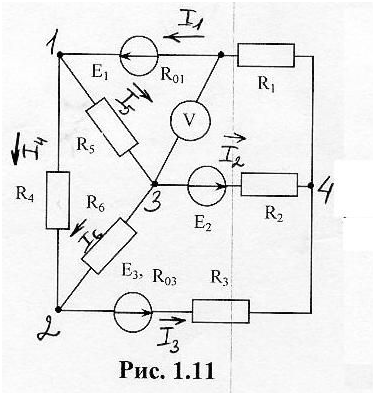 I1
1
E1
R01
R1
I5
V
I4
R5
I2
R4
R6
3
4
I6
E2
R2
E3,
R03
R3
2
I3
Рис. 1.11